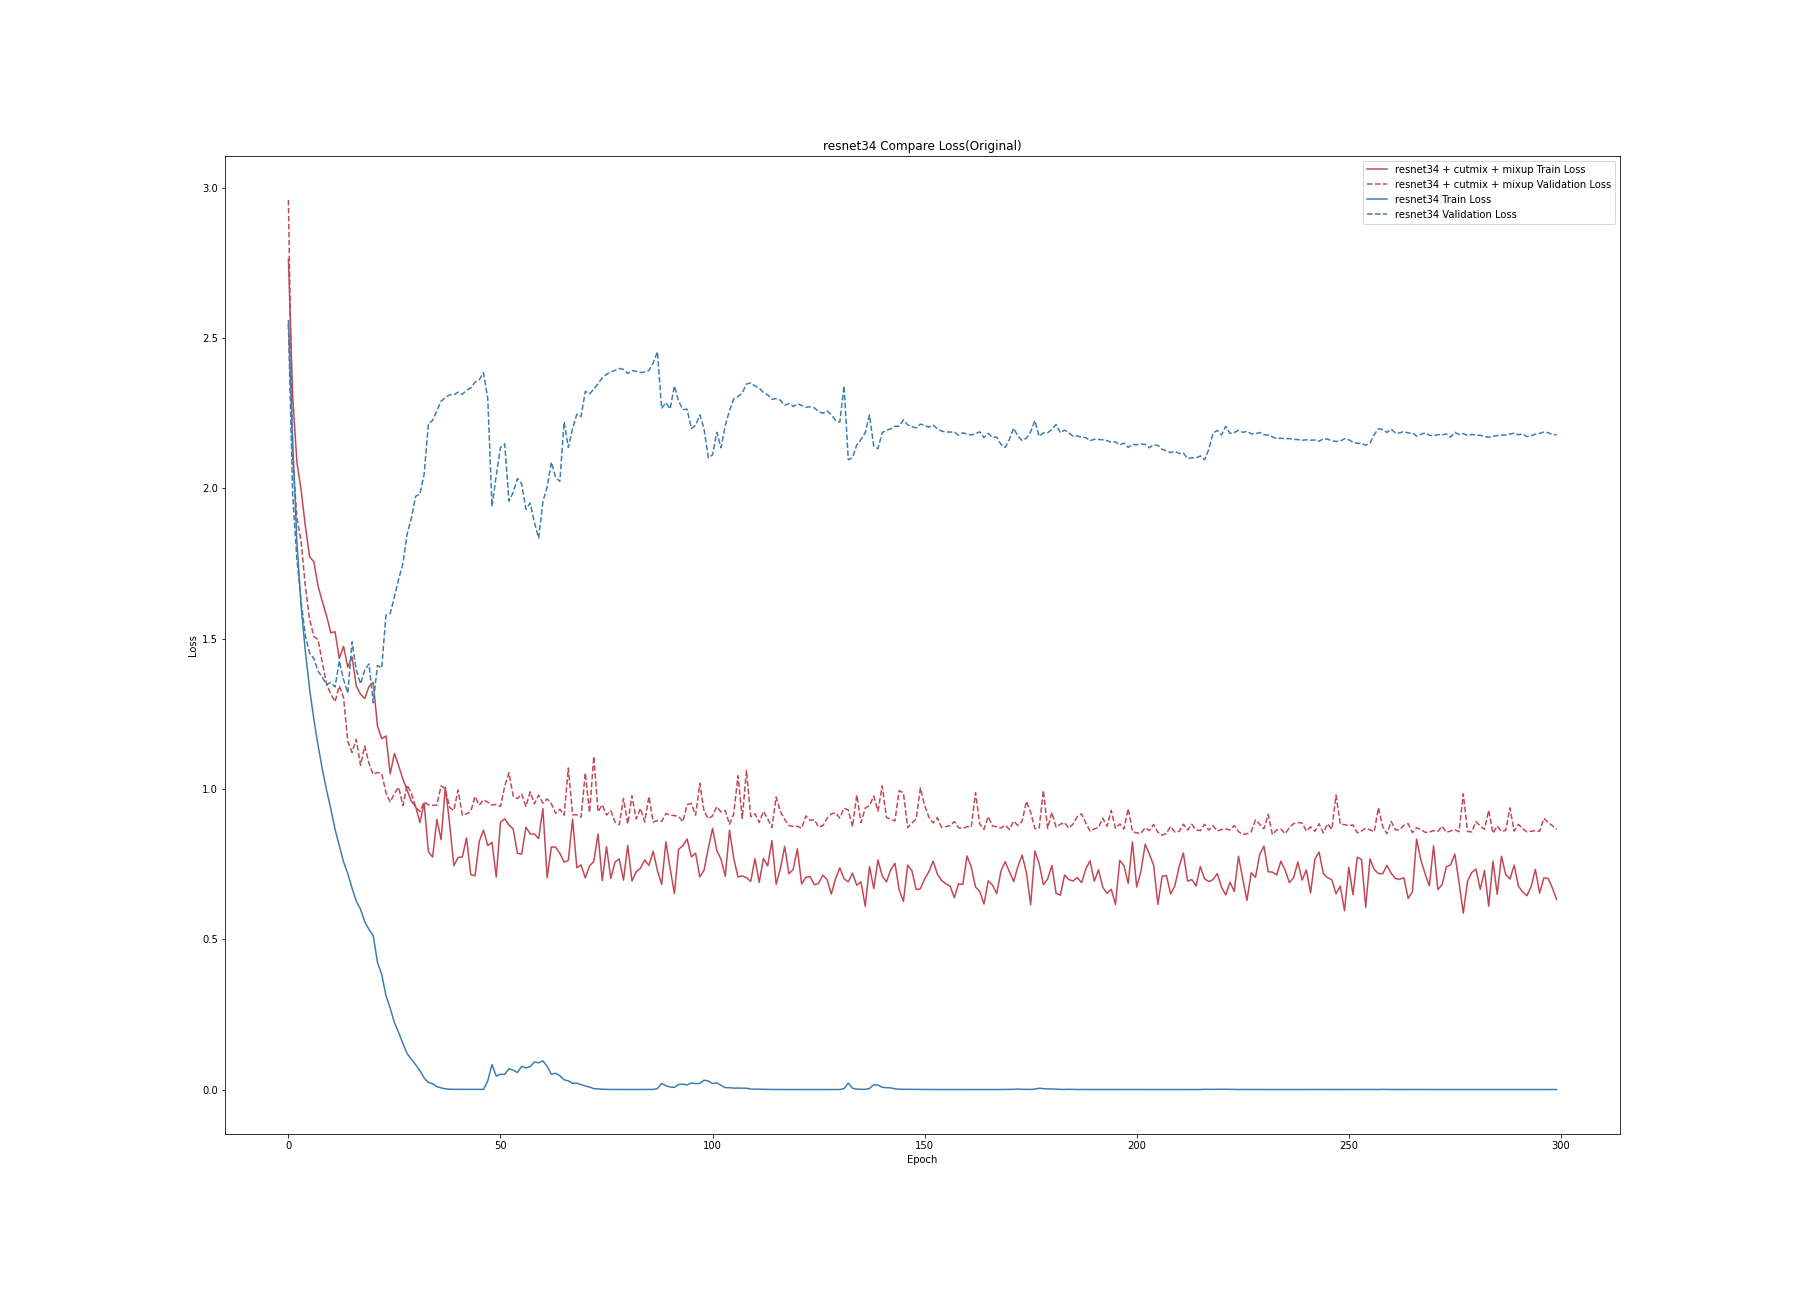 resnet34 Compare Loss(Original)
resnet34 + cutmix + mixup Train Loss
resnet34 + cutmix + mixup Validation Loss
resnet34 Train Loss
resnet34 Validation Loss
3.0
2.5
2.0
1.5
1.0
0.5
0.0
Loss
0 50 100 150 200 250 300
Epoch